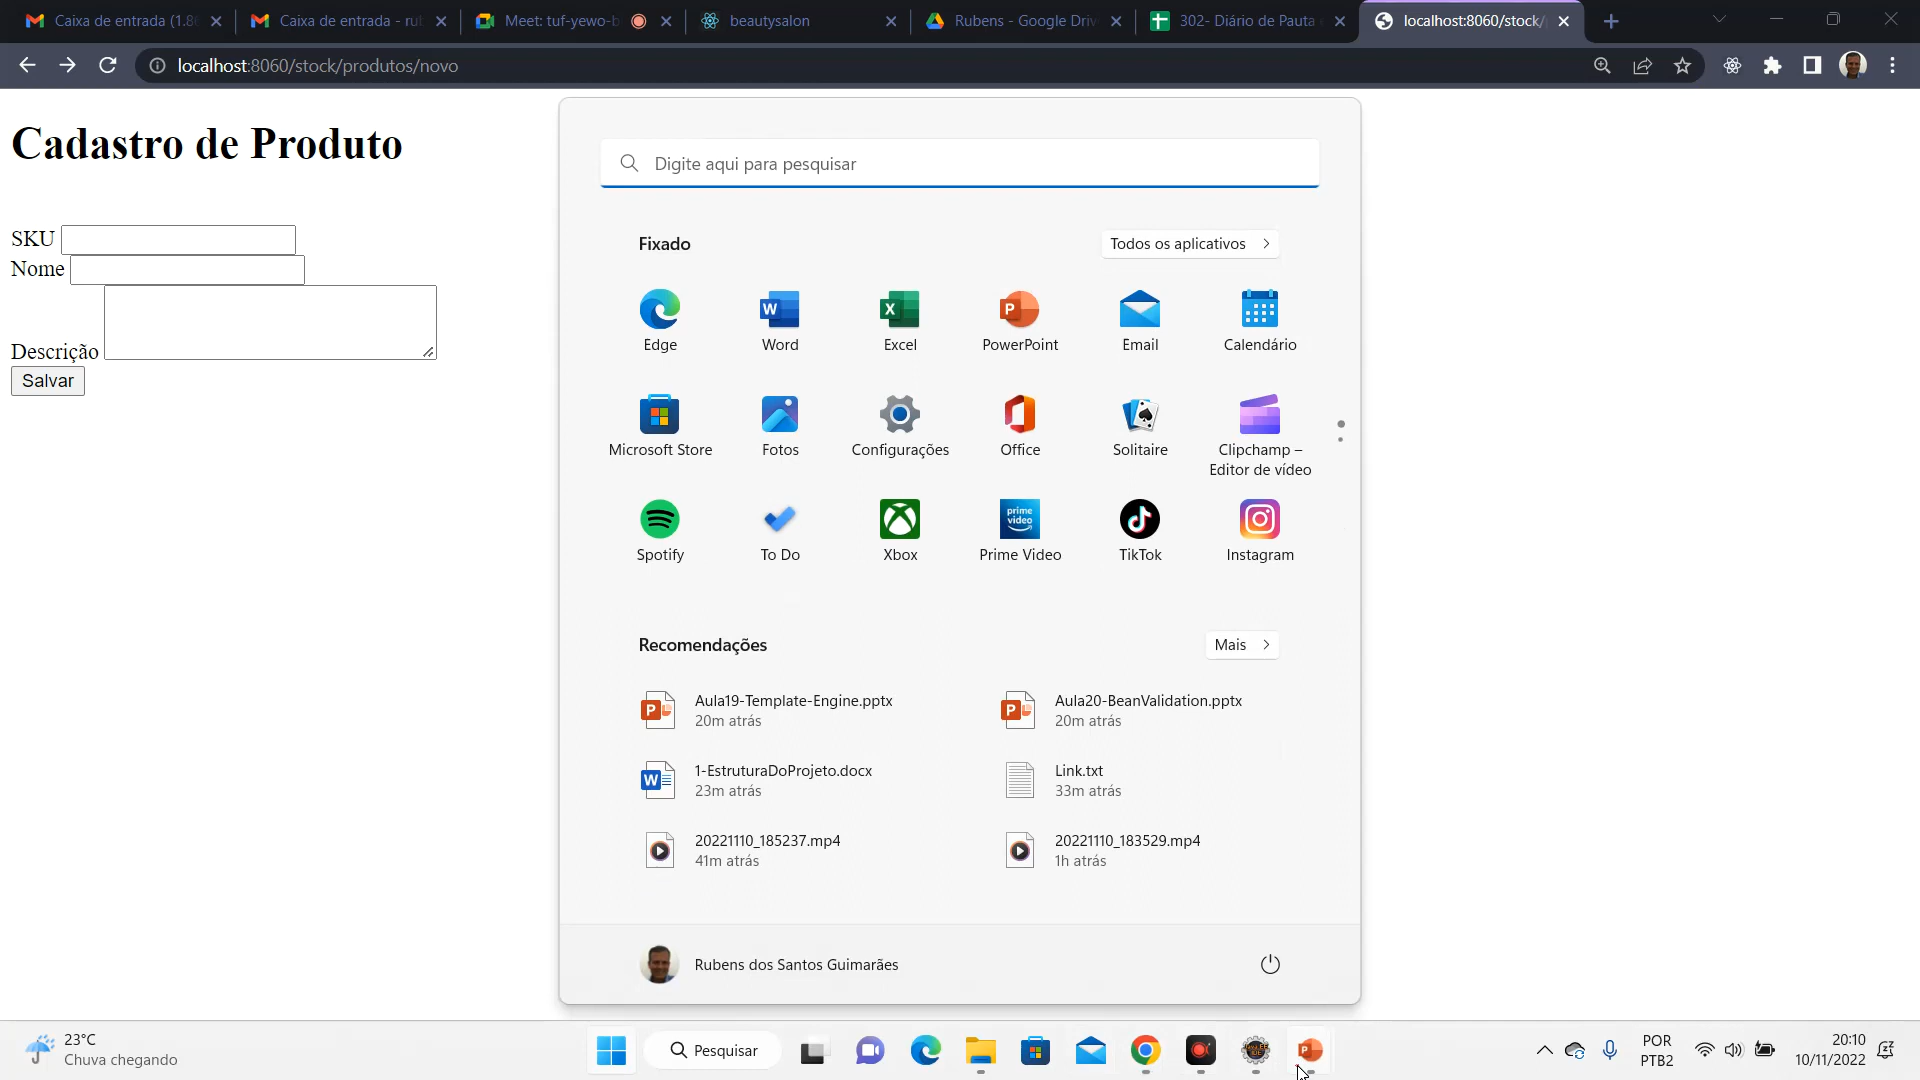 Caixa de entrada (1.8
Caixa de entrada - ru
Meet: tuf-yewo-b
beautysalon
Rubens - Google Driv
302- Diário de Pauta
localhost:8060/stock/
localhost:8060/stock/produtos/novo
Cadastro de Produto
SKU
Nome
Descrição
Salvar
Digite aqui para pesquisar
Fixado
Todos os aplicativos
Edge
Word
W
Excel
X
PowerPoint
P
Email
Calendário
Microsoft Store
Fotos
Configurações
Office
Solitaire
Clipchamp –
Editor de vídeo
Spotify
To Do
Xbox
prime
video
Prime Video
TikTok
Instagram
Recomendações
Mais
Aula19-Template-Engine.pptx
20m atrás
Aula20-BeanValidation.pptx
20m atrás
1-EstruturaDoProjeto.docx
23m atrás
Link.txt
33m atrás
20221110_185237.mp4
41m atrás
20221110_183529.mp4
1h atrás
Rubens dos Santos Guimarães
23°C
Chuva chegando
Pesquisar
POR
PTB2
20:10
10/11/2022